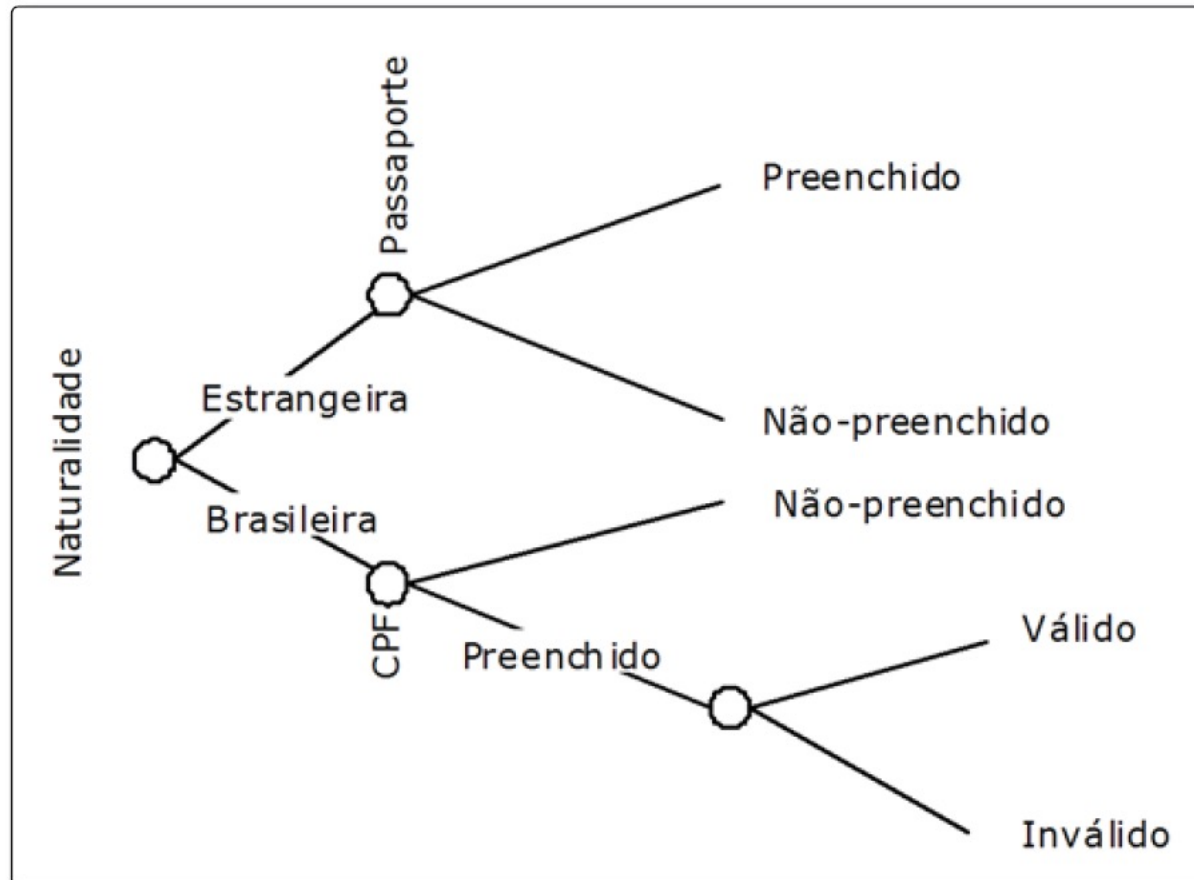 Naturalidade
Estrangeira
Passaporte
Preenchido
Não-preenchido
Brasileira
CPF
Não-preenchido
Preenchido
Válido
Inválido